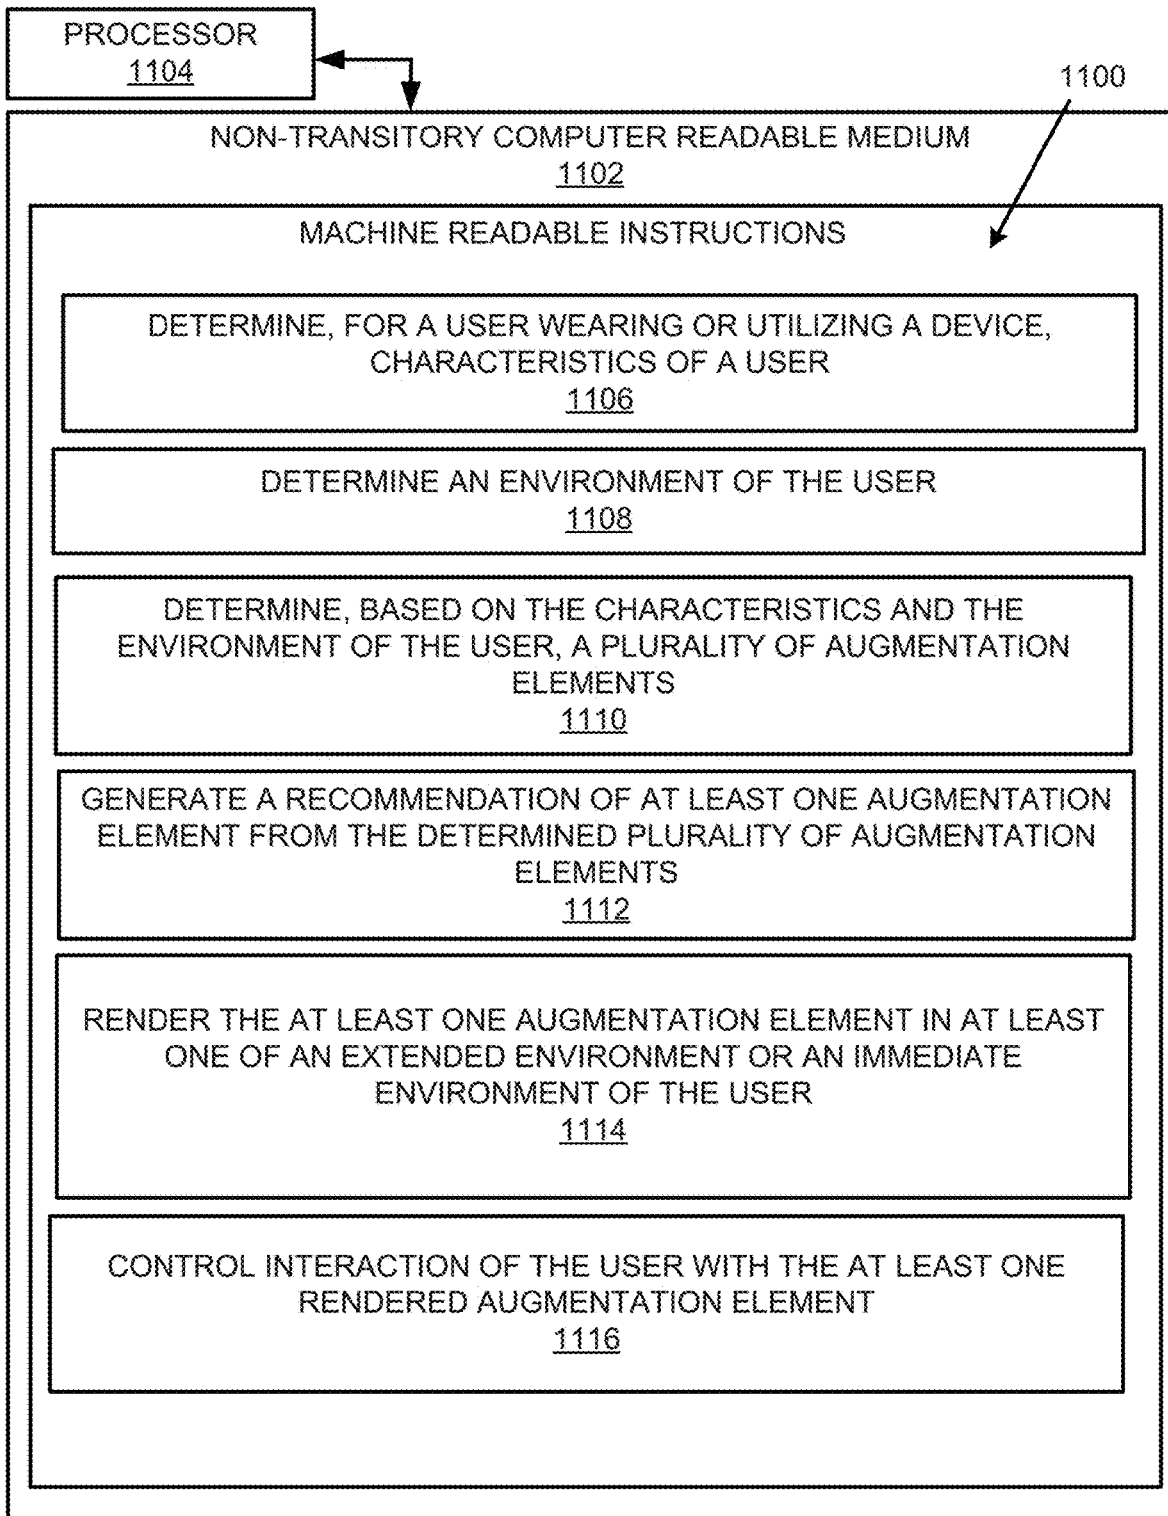 PROCESSOR
1104
1100
NON-TRANSITORY COMPUTER READABLE MEDIUM
1102
MACHINE READABLE INSTRUCTIONS
DETERMINE, FOR A USER WEARING OR UTILIZING A DEVICE,
CHARACTERISTICS OF A USER
1106
DETERMINE AN ENVIRONMENT OF THE USER
1108
DETERMINE, BASED ON THE CHARACTERISTICS AND THE
ENVIRONMENT OF THE USER, A PLURALITY OF AUGMENTATION
ELEMENTS
1110
GENERATE A RECOMMENDATION OF AT LEAST ONE AUGMENTATION
ELEMENT FROM THE DETERMINED PLURALITY OF AUGMENTATION
ELEMENTS
1112
RENDER THE AT LEAST ONE AUGMENTATION ELEMENT IN AT LEAST
ONE OF AN EXTENDED ENVIRONMENT OR AN IMMEDIATE
ENVIRONMENT OF THE USER
1114
CONTROL INTERACTION OF THE USER WITH THE AT LEAST ONE
RENDERED AUGMENTATION ELEMENT
1116